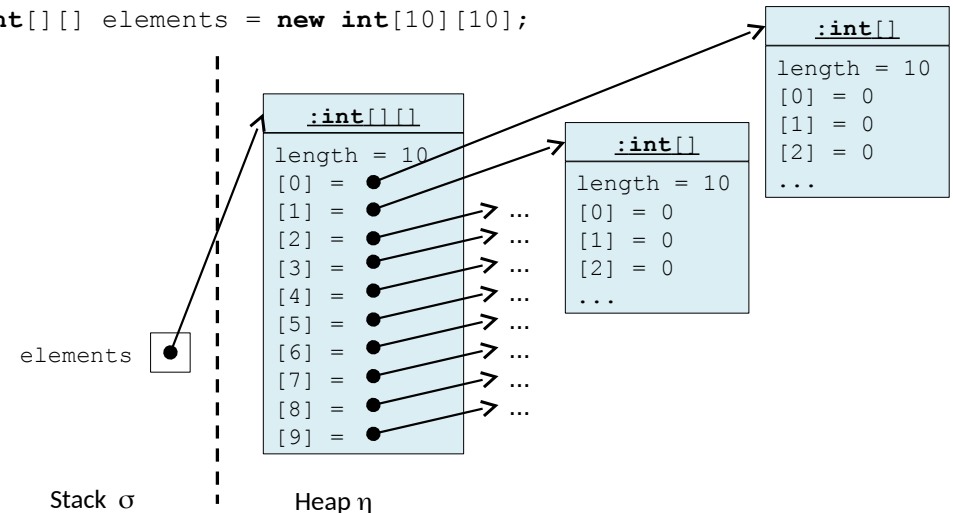 nt[][] elements = new int[10][10];
:int[][]
length = 10
[0] =
[1] =
[2] =
[3] =
[4] =
[5] =
[6] =
[7] =
[8] =
[9] =
...
...
...
...
...
...
...
...
:int[]
length = 10
[0] = 0
[1] = 0
[2] = 0
...
:int[]
length = 10
[0] = 0
[1] = 0
[2] = 0
...
elements
Stack σ
Heap η